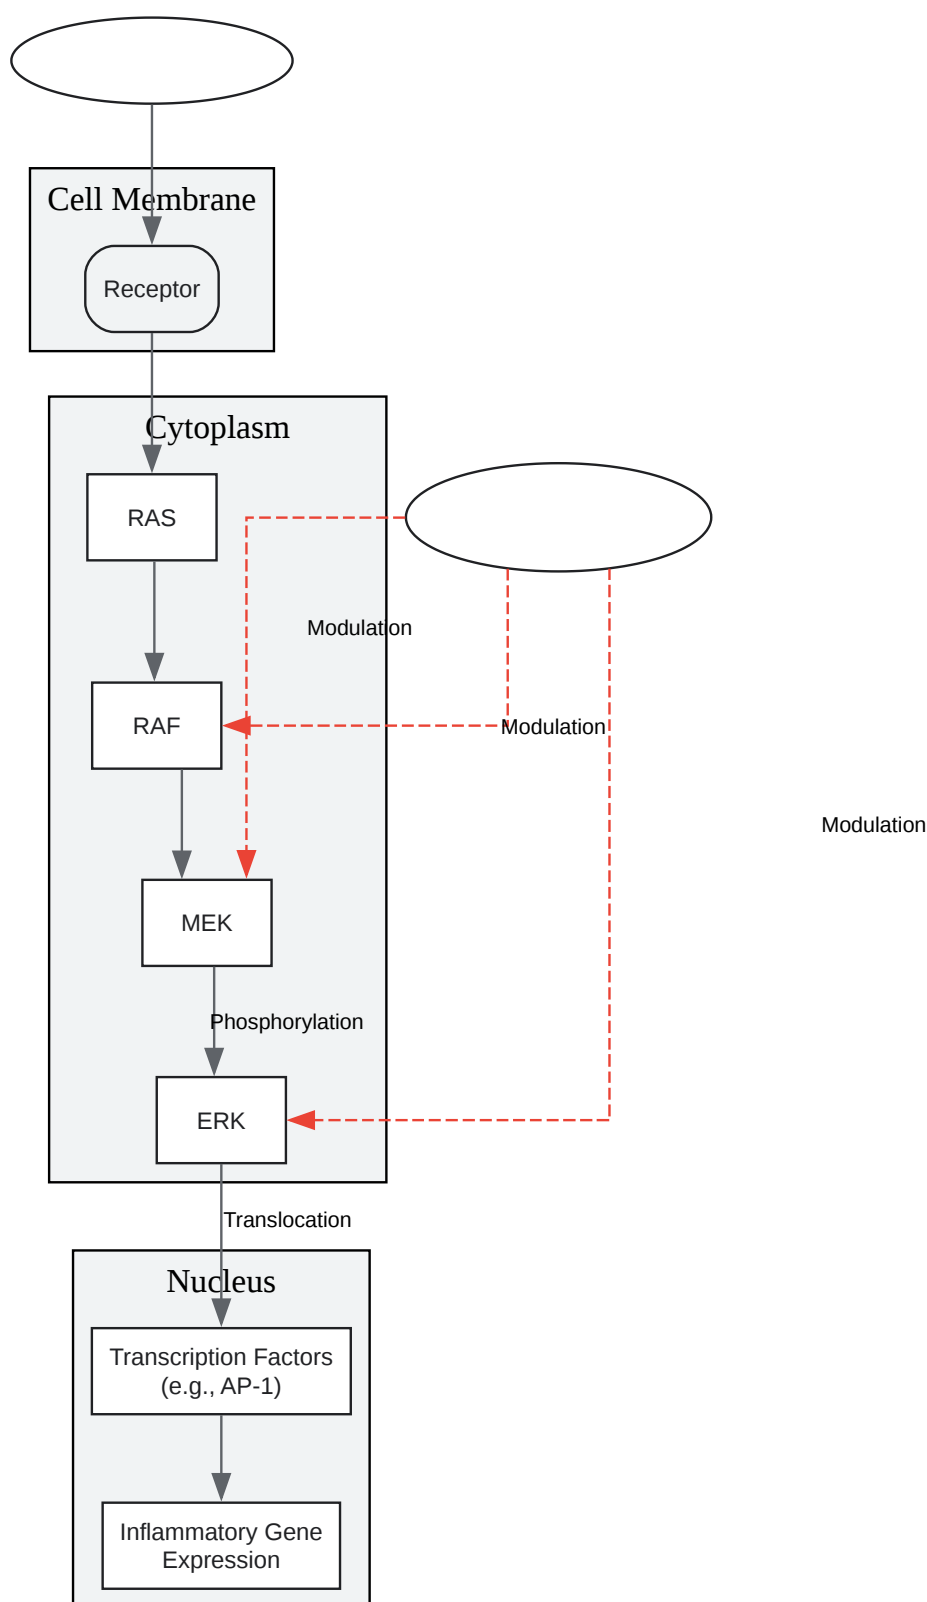 Cell Membrane
Receptor
Cytoplasm
RAS
Modulation
RAF
Modulation
Modulation
MEK
Phosphorylation
ERK
Translocation
Nucleus
Transcription Factors
(e.g., AP-1)
Inflammatory Gene
Expression